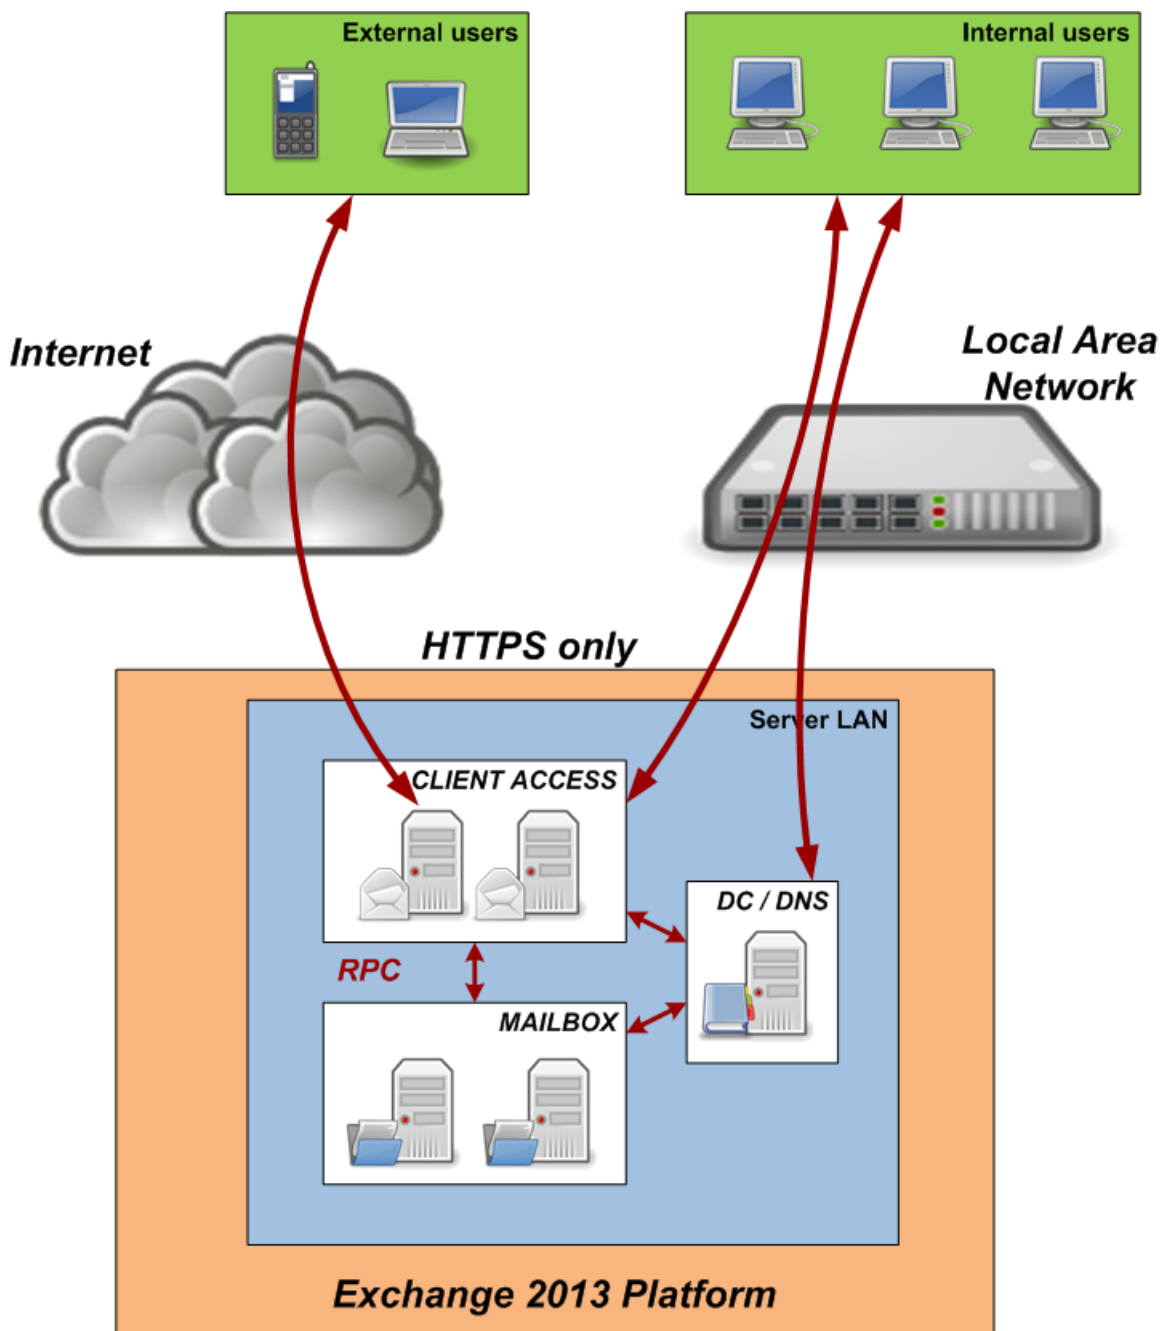 External users
Internal users
Internet
Local Area
Network
HTTPS only
Server LAN
CLIENT ACCESS
DC / DNS
RPC
MAILBOX
Exchange 2013 Platform